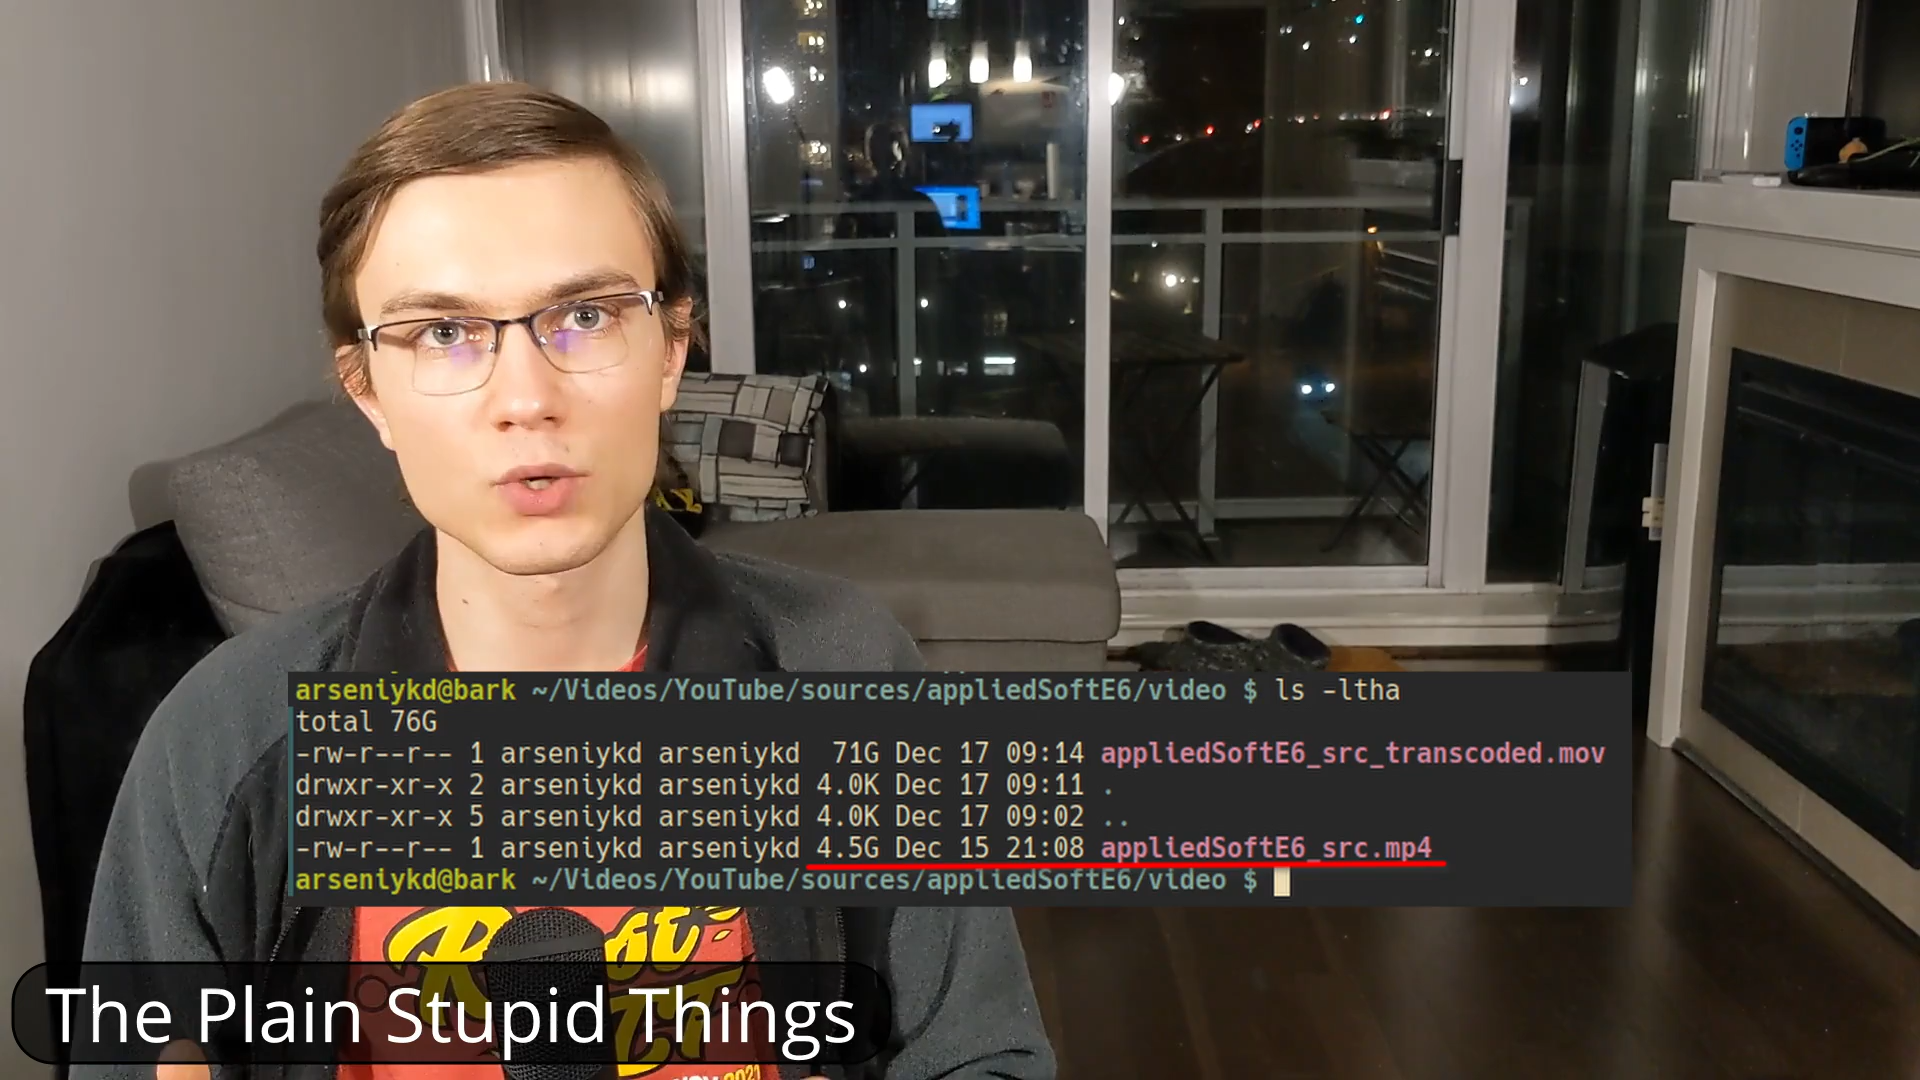 arseniykd@bark ~/Videos/YouTube/sources/appliedSoftE6/video $ ls -ltha
total 76G
-rw-r--r-- 1 arseniykd arseniykd  71G Dec 17 09:14 appliedSoftE6_src_transcoded.mov
drwxr-xr-x 2 arseniykd arseniykd 4.0K Dec 17 09:11 .
drwxr-xr-x 5 arseniykd arseniykd 4.0K Dec 17 09:02 ..
-rw-r--r-- 1 arseniykd arseniykd 4.5G Dec 15 21:08 appliedSoftE6_src.mp4
arseniykd@bark ~/Videos/YouTube/sources/appliedSoftE6/video $
The Plain Stupid Things